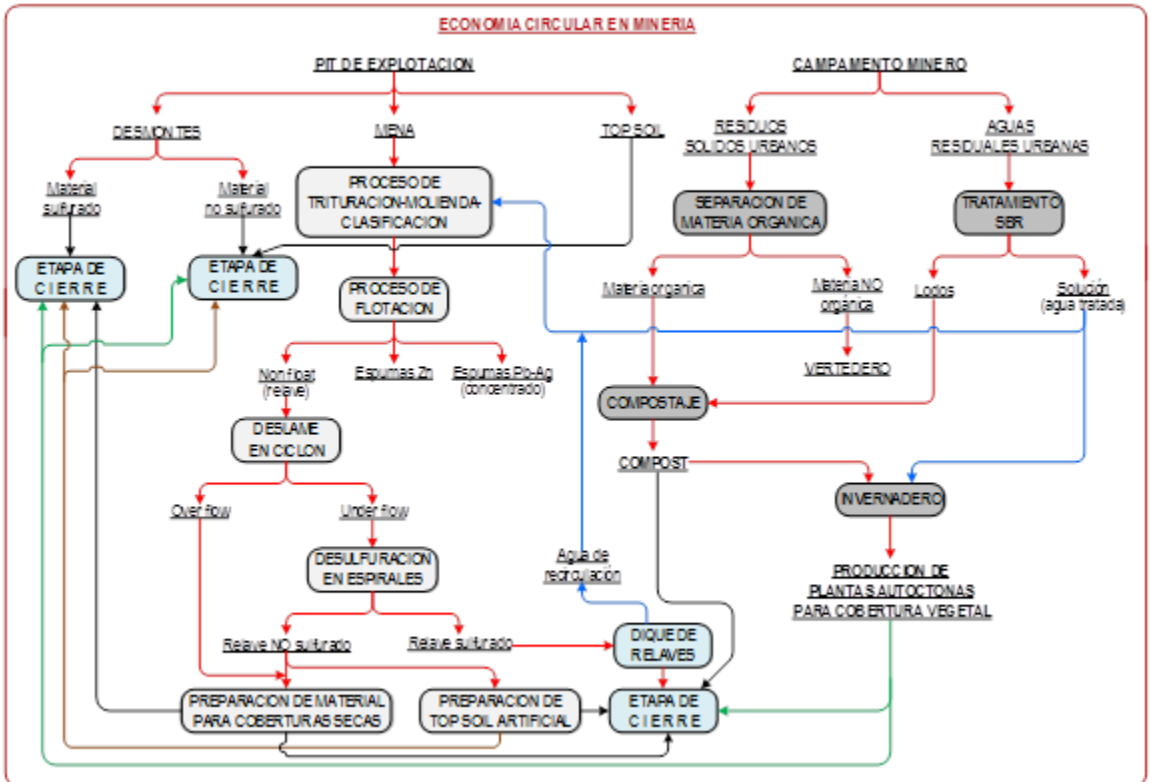 ECONOMIA CIRCULAR EN MINERIA
PIT DE EXPLOTACION
CAMPAMENTO MINERO
DESMONTES
MENA
TOP SOIL
RESIDUOS
SOLIDOS URBANOS
AGUAS
RESIDUALES URBANAS
Material
sulfurado
Material
no sulfurado
PROCESO DE
TRITURACION-MOLIENDA-
CLASIFICACION
SEPARACION DE
MATERIA ORGANICA
TRATAMIENTO
SBR
ETAPA DE
CIERRE
ETAPA DE
CIERRE
PROCESO DE
FLOTACION
Materia organica
Materia NO
orgánica
Lodos
Solución
(agua tratada)
Non float
(relave)
Espumas Zn
Espumas Pb-Ag
(concentrado)
VERTEDERO
COMPOSTAJE
DESLAME
EN CICLON
COMPOST
INVERNADERO
Over flow
Under flow
DESULFURACION
EN ESPIRALES
Agua de
recirculación
PRODUCCION DE
PLANTAS AUTOCTONAS
PARA COBERTURA VEGETAL
Relave NO sulfurado
Relave sulfurado
DIQUE DE
RELAVES
PREPARACION DE MATERIAL
PARA COBERTURAS SECAS
PREPARACION DE
TOP SOIL ARTIFICIAL
ETAPA DE
CIERRE